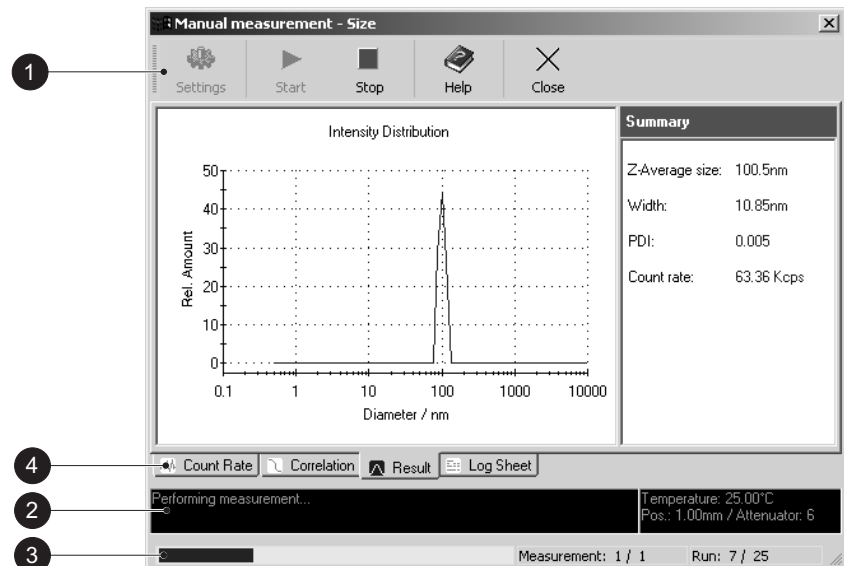 Manual measurement - Size
1
Settings
Start
Stop
Help
Close
Intensity Distribution
Rel. Amount
50
40
30
20
10
0
0.1 1 10 100 1000 10000
Diameter / nm
Summary
Z-Average size: 100.5nm
Width: 10.85nm
PDI: 0.005
Count rate: 63.36 Kcps
4
Count Rate
Correlation
Result
Log Sheet
2
Performing measurement...
Temperature: 25.00°C
Pos.: 1.00mm / Attenuator: 6
3
Measurement: 1 / 1
Run: 7 / 25